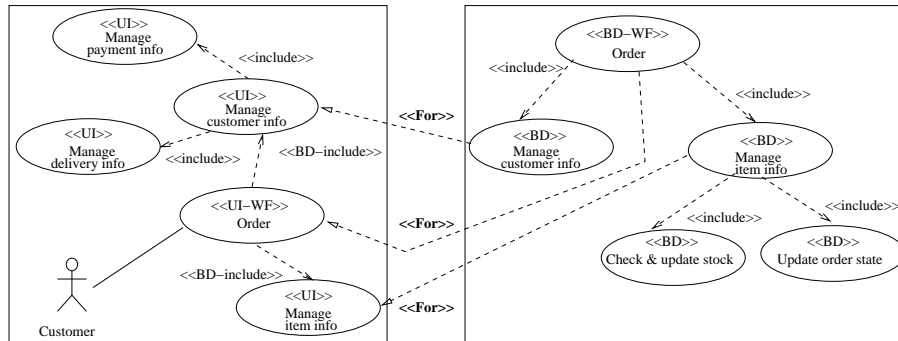 <<UI>>
Manage
payment info
<<include>>
<<UI>>
Manage
customer info
<<UI>>
Manage
delivery info
<<include>>
<<BD-include>>
<<UI-WF>>
Order
<<BD-include>>
<<UI>>
Manage
item info
Customer
<<For>>
<<For>>
<<For>>
<<BD-WF>>
Order
<<include>>
<<include>>
<<BD>>
Manage
customer info
<<BD>>
Manage
item info
<<include>>
<<include>>
<<BD>>
Check & update stock
<<BD>>
Update order state